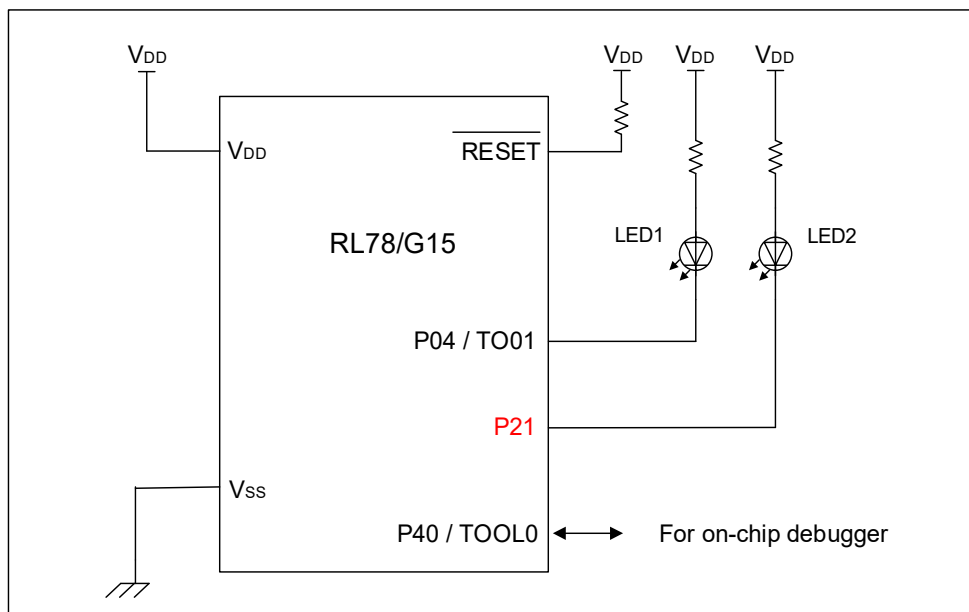 VDD
VDD VDD VDD
VDD
RESET
RL78/G15
LED1
LED2
P04 / TO01
P21
VSS
P40 / TOOL0
For on-chip debugger